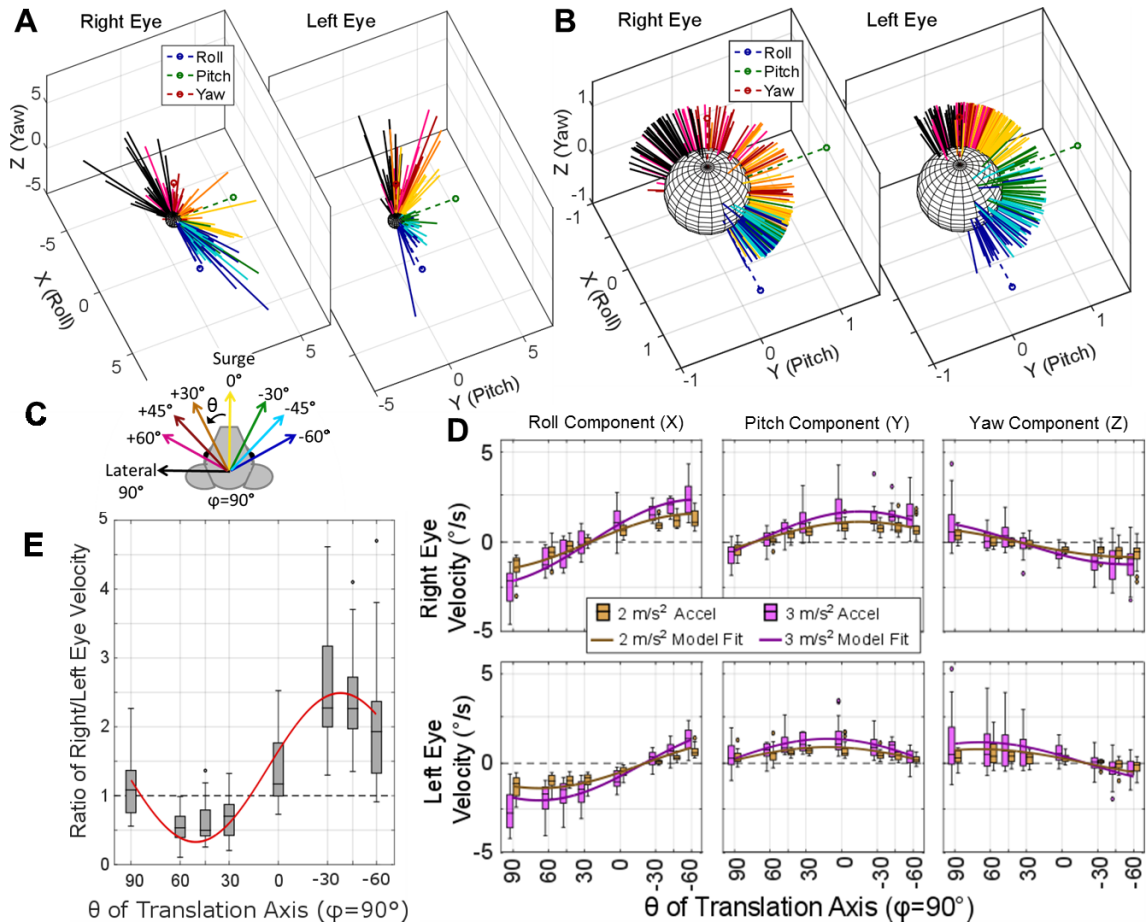 A
Right Eye
Left Eye
Roll
Pitch
Yaw
Z (Yaw)
5
0
-5
-5
X (Roll)
0
5
5
0
-5
Y (Pitch)
B
Right Eye
Left Eye
Roll
Pitch
Yaw
Z (Yaw)
1
0
-1
-1
X (Roll)
0
1
1
0
-1
Y (Pitch)
C
Surge
0°
+30°
-30°
θ
+45°
-45°
+60°
-60°
Lateral
90°
φ=90°
D
Roll Component (X)
Pitch Component (Y)
Yaw Component (Z)
Right Eye
Velocity (°/s)
5
0
-5
2 m/s² Accel
3 m/s² Accel
2 m/s² Model Fit
3 m/s² Model Fit
Left Eye
Velocity (°/s)
5
0
-5
90 60 30 0 -30 -60
90 60 30 0 -30 -60
90 60 30 0 -30 -60
θ of Translation Axis (φ=90°)
E
Ratio of Right/Left Eye Velocity
5
4
3
2
1
0
90 60 30 0 -30 -60
θ of Translation Axis (φ=90°)